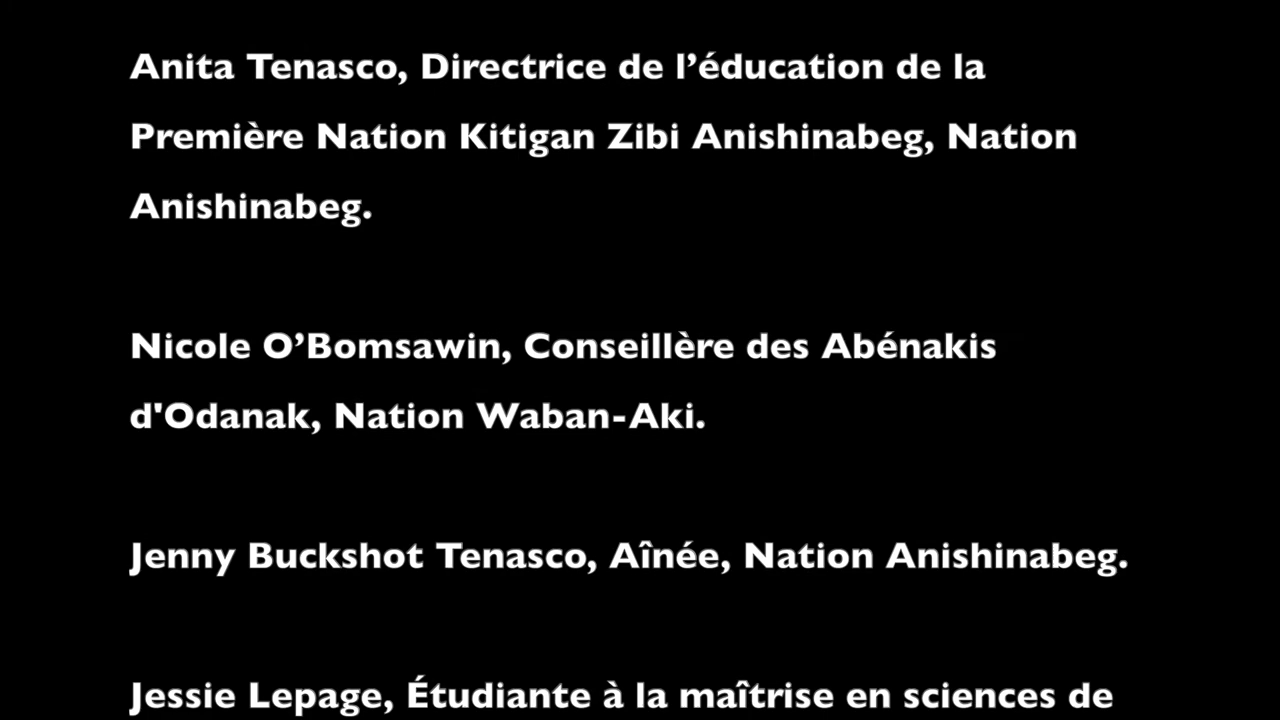 Anita Tenasco, Directrice de l’éducation de la
Première Nation Kitigan Zibi Anishinabeg, Nation
Anishinabeg.
Nicole O’Bomsawin, Conseillère des Abénakis
d'Odanak, Nation Waban-Aki.
Jenny Buckshot Tenasco, Aînée, Nation Anishinabeg.
Jessie Lepage, Étudiante à la maîtrise en sciences de